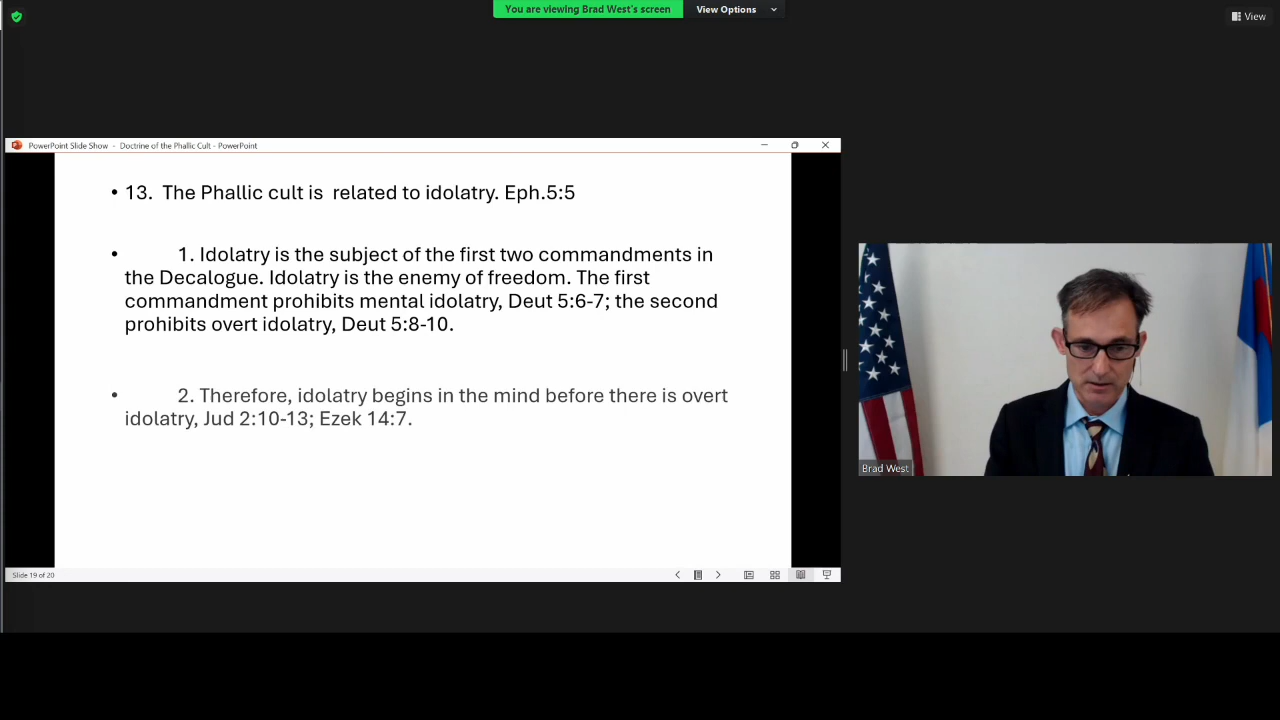 You are viewing Brad West's screen
View Options
View
PowerPoint Slide Show - Doctrine of the Phallic Cult - PowerPoint
• 13. The Phallic cult is related to idolatry. Eph.5:5
• 1. Idolatry is the subject of the first two commandments in
the Decalogue. Idolatry is the enemy of freedom. The first
commandment prohibits mental idolatry, Deut 5:6-7; the second
prohibits overt idolatry, Deut 5:8-10.
• 2. Therefore, idolatry begins in the mind before there is overt
idolatry, Jud 2:10-13; Ezek 14:7.
Brad West
Slide 19 of 20